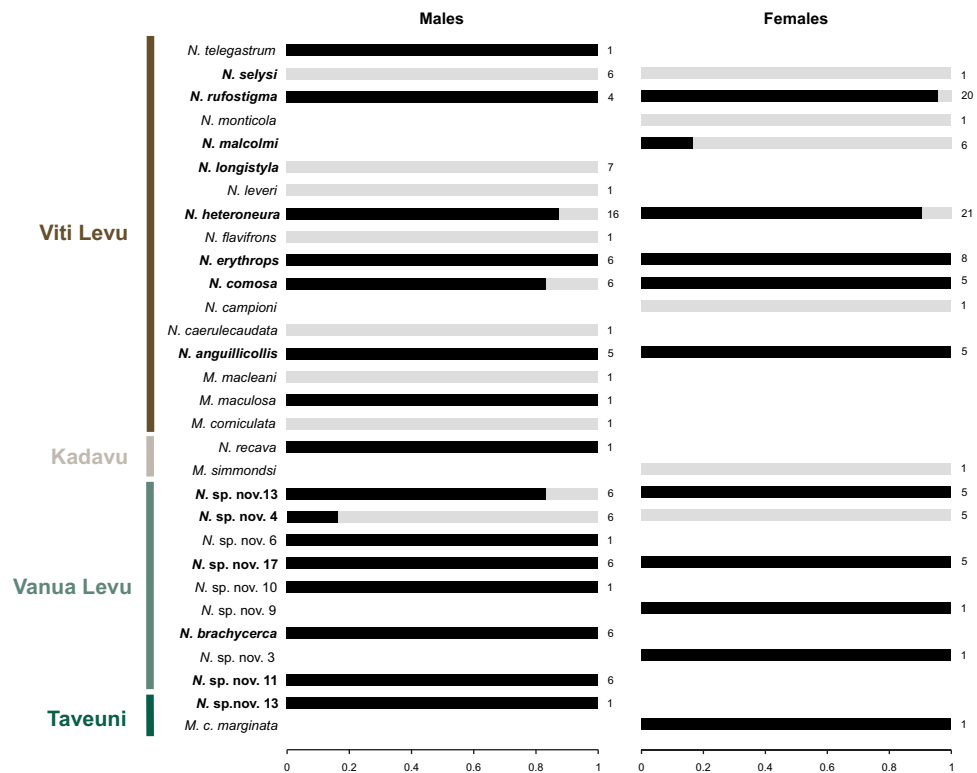 Males Females
N. telegastrum 1
N. selysi 6 1
N. rufostigma 4 20
N. monticola 1
N. malcolmi 6
N. longistyla 7
N. leveri 1
Viti Levu
N. heteroneura 16 21
N. flavifrons 1
N. erythrops 6 8
N. comosa 6 5
N. campioni 1
N. caerulecaudata 1
N. anguillicollis 5 5
M. macleani 1
M. maculosa 1
M. corniculata 1
Kadavu
N. recava 1
M. simmondsi 1
Vanua Levu
N. sp. nov.13 6 5
N. sp. nov. 4 6 5
N. sp. nov. 6 1
N. sp. nov. 17 6 5
N. sp. nov. 10 1
N. sp. nov. 9 1
N. brachycerca 6
N. sp. nov. 3 1
N. sp. nov. 11 6
Taveuni
N. sp.nov. 13 1
M. c. marginata 1
0 0.2 0.4 0.6 0.8 1 0 0.2 0.4 0.6 0.8 1